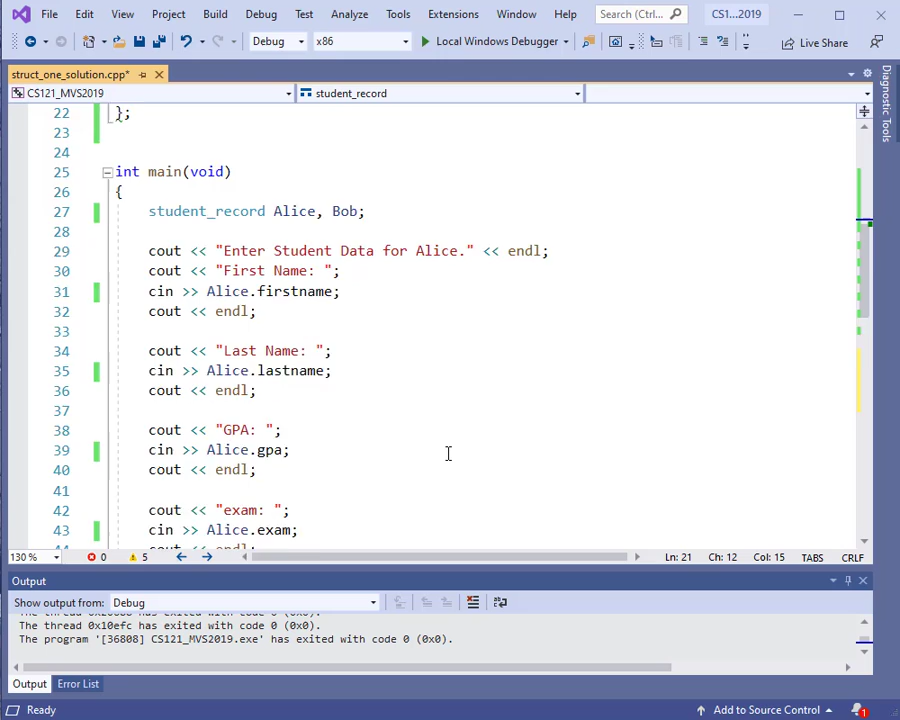 File Edit View Project Build Debug Test Analyze Tools Extensions Window Help Search (Ctrl... CS1...2019
Debug x86 Local Windows Debugger Live Share
struct_one_solution.cpp*
CS121_MVS2019 student_record
Diagnostic Tools
22 };
23
24
25 int main(void)
26 {
27 student_record Alice, Bob;
28
29 cout << "Enter Student Data for Alice." << endl;
30 cout << "First Name: ";
31 cin >> Alice.firstname;
32 cout << endl;
33
34 cout << "Last Name: ";
35 cin >> Alice.lastname;
36 cout << endl;
37
38 cout << "GPA: ";
39 cin >> Alice.gpa;
40 cout << endl;
41
42 cout << "exam: ";
43 cin >> Alice.exam;
44 cout << endl;
130 % 0 5 Ln: 21 Ch: 12 Col: 15 TABS CRLF
Output
Show output from: Debug
The thread 0x10efc has exited with code 0 (0x0).
The program '[36808] CS121_MVS2019.exe' has exited with code 0 (0x0).
Output Error List
Ready Add to Source Control 1